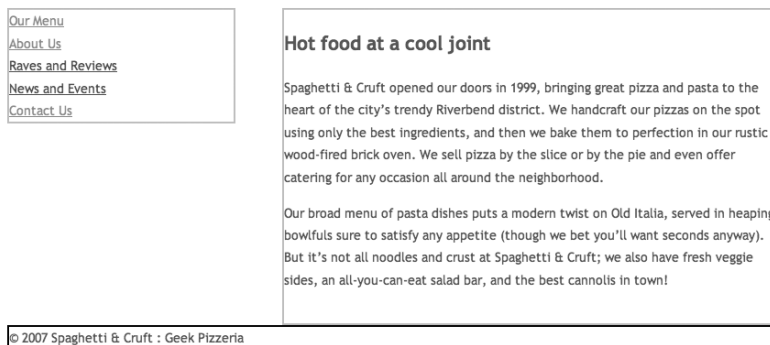 Our Menu
About Us
Raves and Reviews
News and Events
Contact Us
Hot food at a cool joint
Spaghetti & Cruft opened our doors in 1999, bringing great pizza and pasta to the
heart of the city’s trendy Riverbend district. We handcraft our pizzas on the spot
using only the best ingredients, and then we bake them to perfection in our rustic
wood-fired brick oven. We sell pizza by the slice or by the pie and even offer
catering for any occasion all around the neighborhood.
Our broad menu of pasta dishes puts a modern twist on Old Italia, served in heaping
bowlfuls sure to satisfy any appetite (though we bet you’ll want seconds anyway).
But it’s not all noodles and crust at Spaghetti & Cruft; we also have fresh veggie
sides, an all-you-can-eat salad bar, and the best cannolis in town!
© 2007 Spaghetti & Cruft : Geek Pizzeria